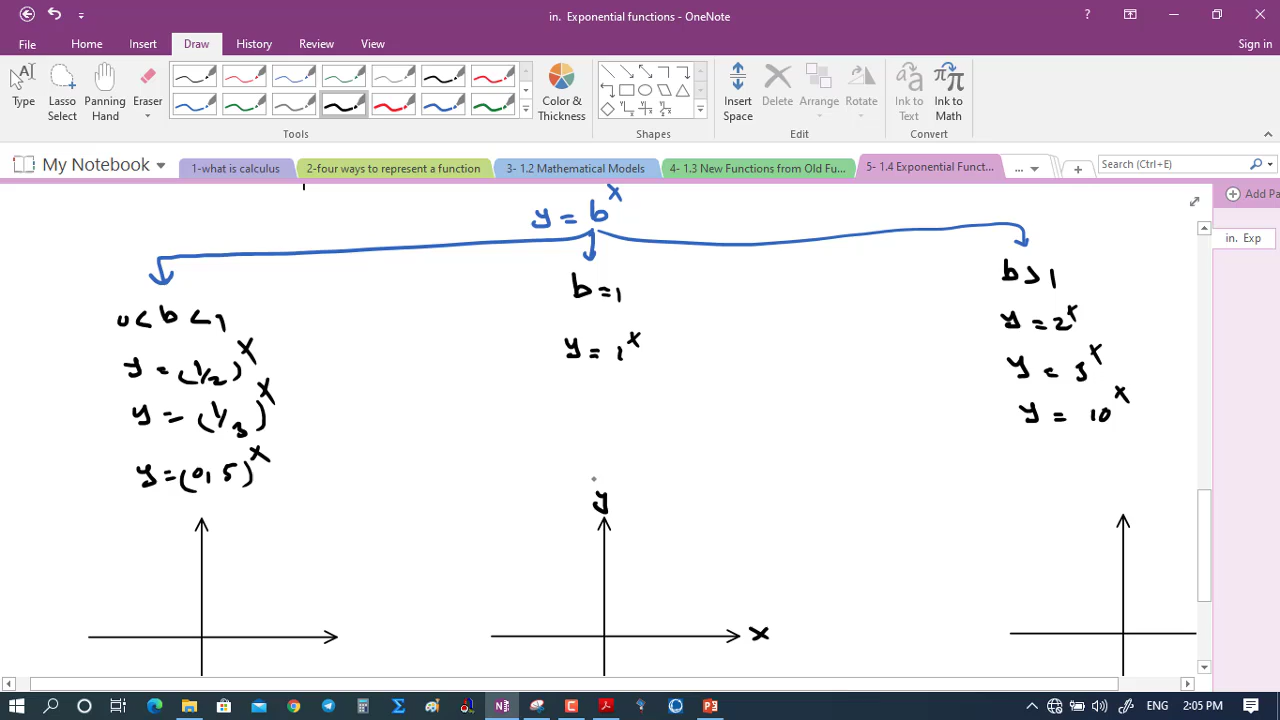 in. Exponential functions - OneNote
File Home Insert Draw History Review View Sign in
Type Lasso Select Panning Hand Eraser Color & Thickness Insert Space Delete Arrange Rotate Ink to Text Ink to Math
Tools Shapes Edit Convert
My Notebook 1-what is calculus 2-four ways to represent a function 3- 1.2 Mathematical Models 4- 1.3 New Functions from Old Fu... 5- 1.4 Exponential Funct... ... Search (Ctrl+E)
Add Pa
in. Exp
y = b^x
0 < b < 1
y = (1/2)^x
y = (1/3)^x
y = (0,5)^x
b = 1
y = 1^x
b > 1
y = 2^x
y = 3^x
y = 10^x
y
x
ENG 2:05 PM